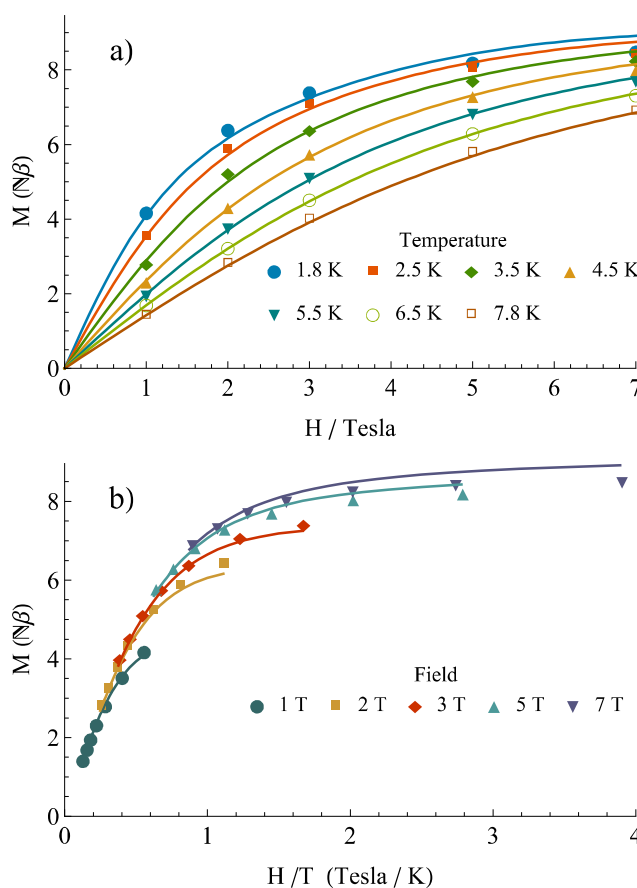 a)
8
6
4
2
0
M (ℕβ)
Temperature
1.8 K 2.5 K 3.5 K 4.5 K
5.5 K 6.5 K 7.8 K
0 1 2 3 4 5 6 7
H / Tesla
b)
8
6
4
2
0
M (ℕβ)
Field
1 T 2 T 3 T 5 T 7 T
0 1 2 3 4
H /T (Tesla / K)